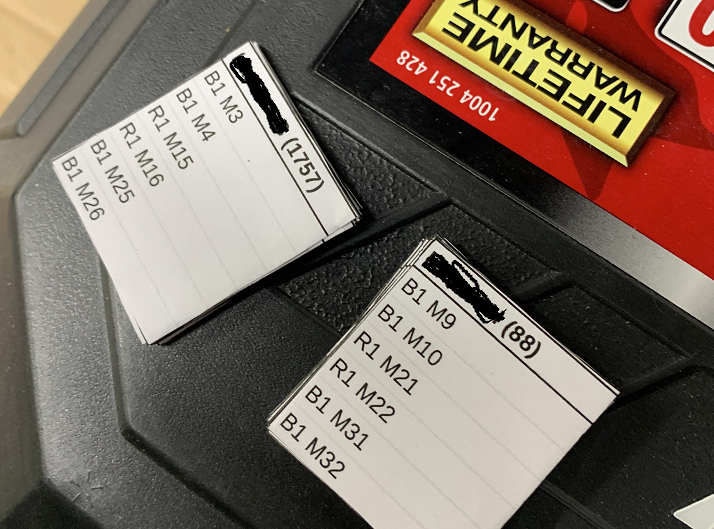 (1757)
B1 M3
B1 M4
R1 M15
R1 M16
B1 M25
B1 M26
(88)
B1 M9
B1 M10
R1 M21
R1 M22
B1 M31
B1 M32
LIFETIME
WARRANTY
1004 251 428